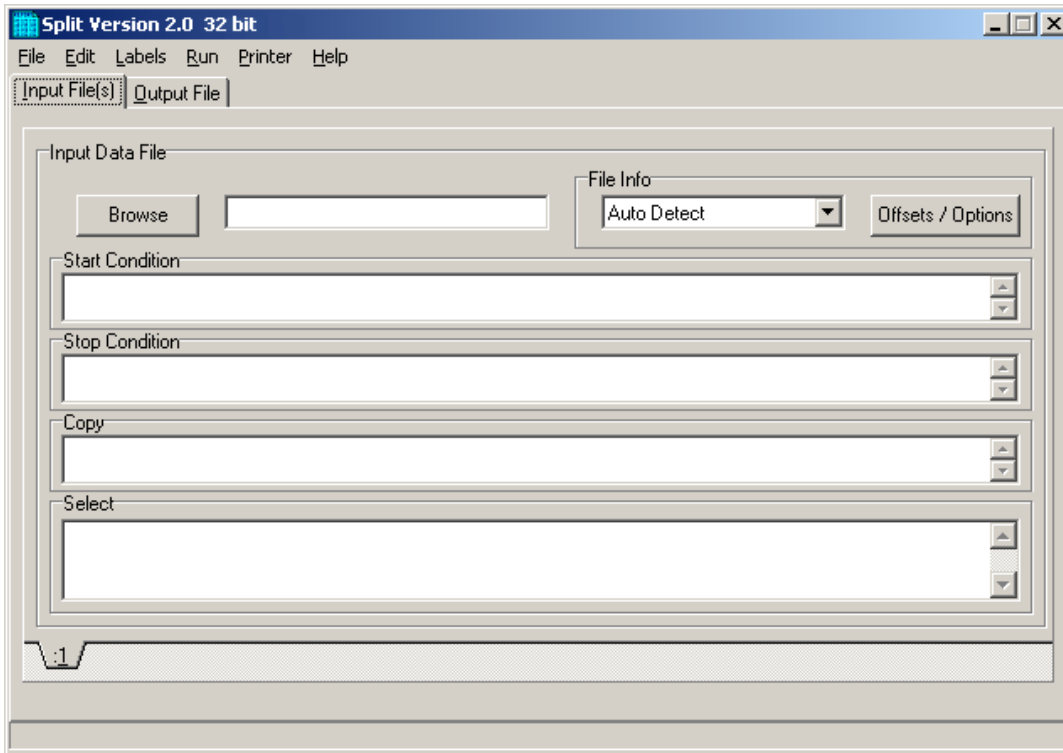 Split Version 2.0 32 bit
File Edit Labels Run Printer Help
Input File(s) Output File
Input Data File
File Info
Browse Auto Detect Offsets / Options
Start Condition
Stop Condition
Copy
Select
:1